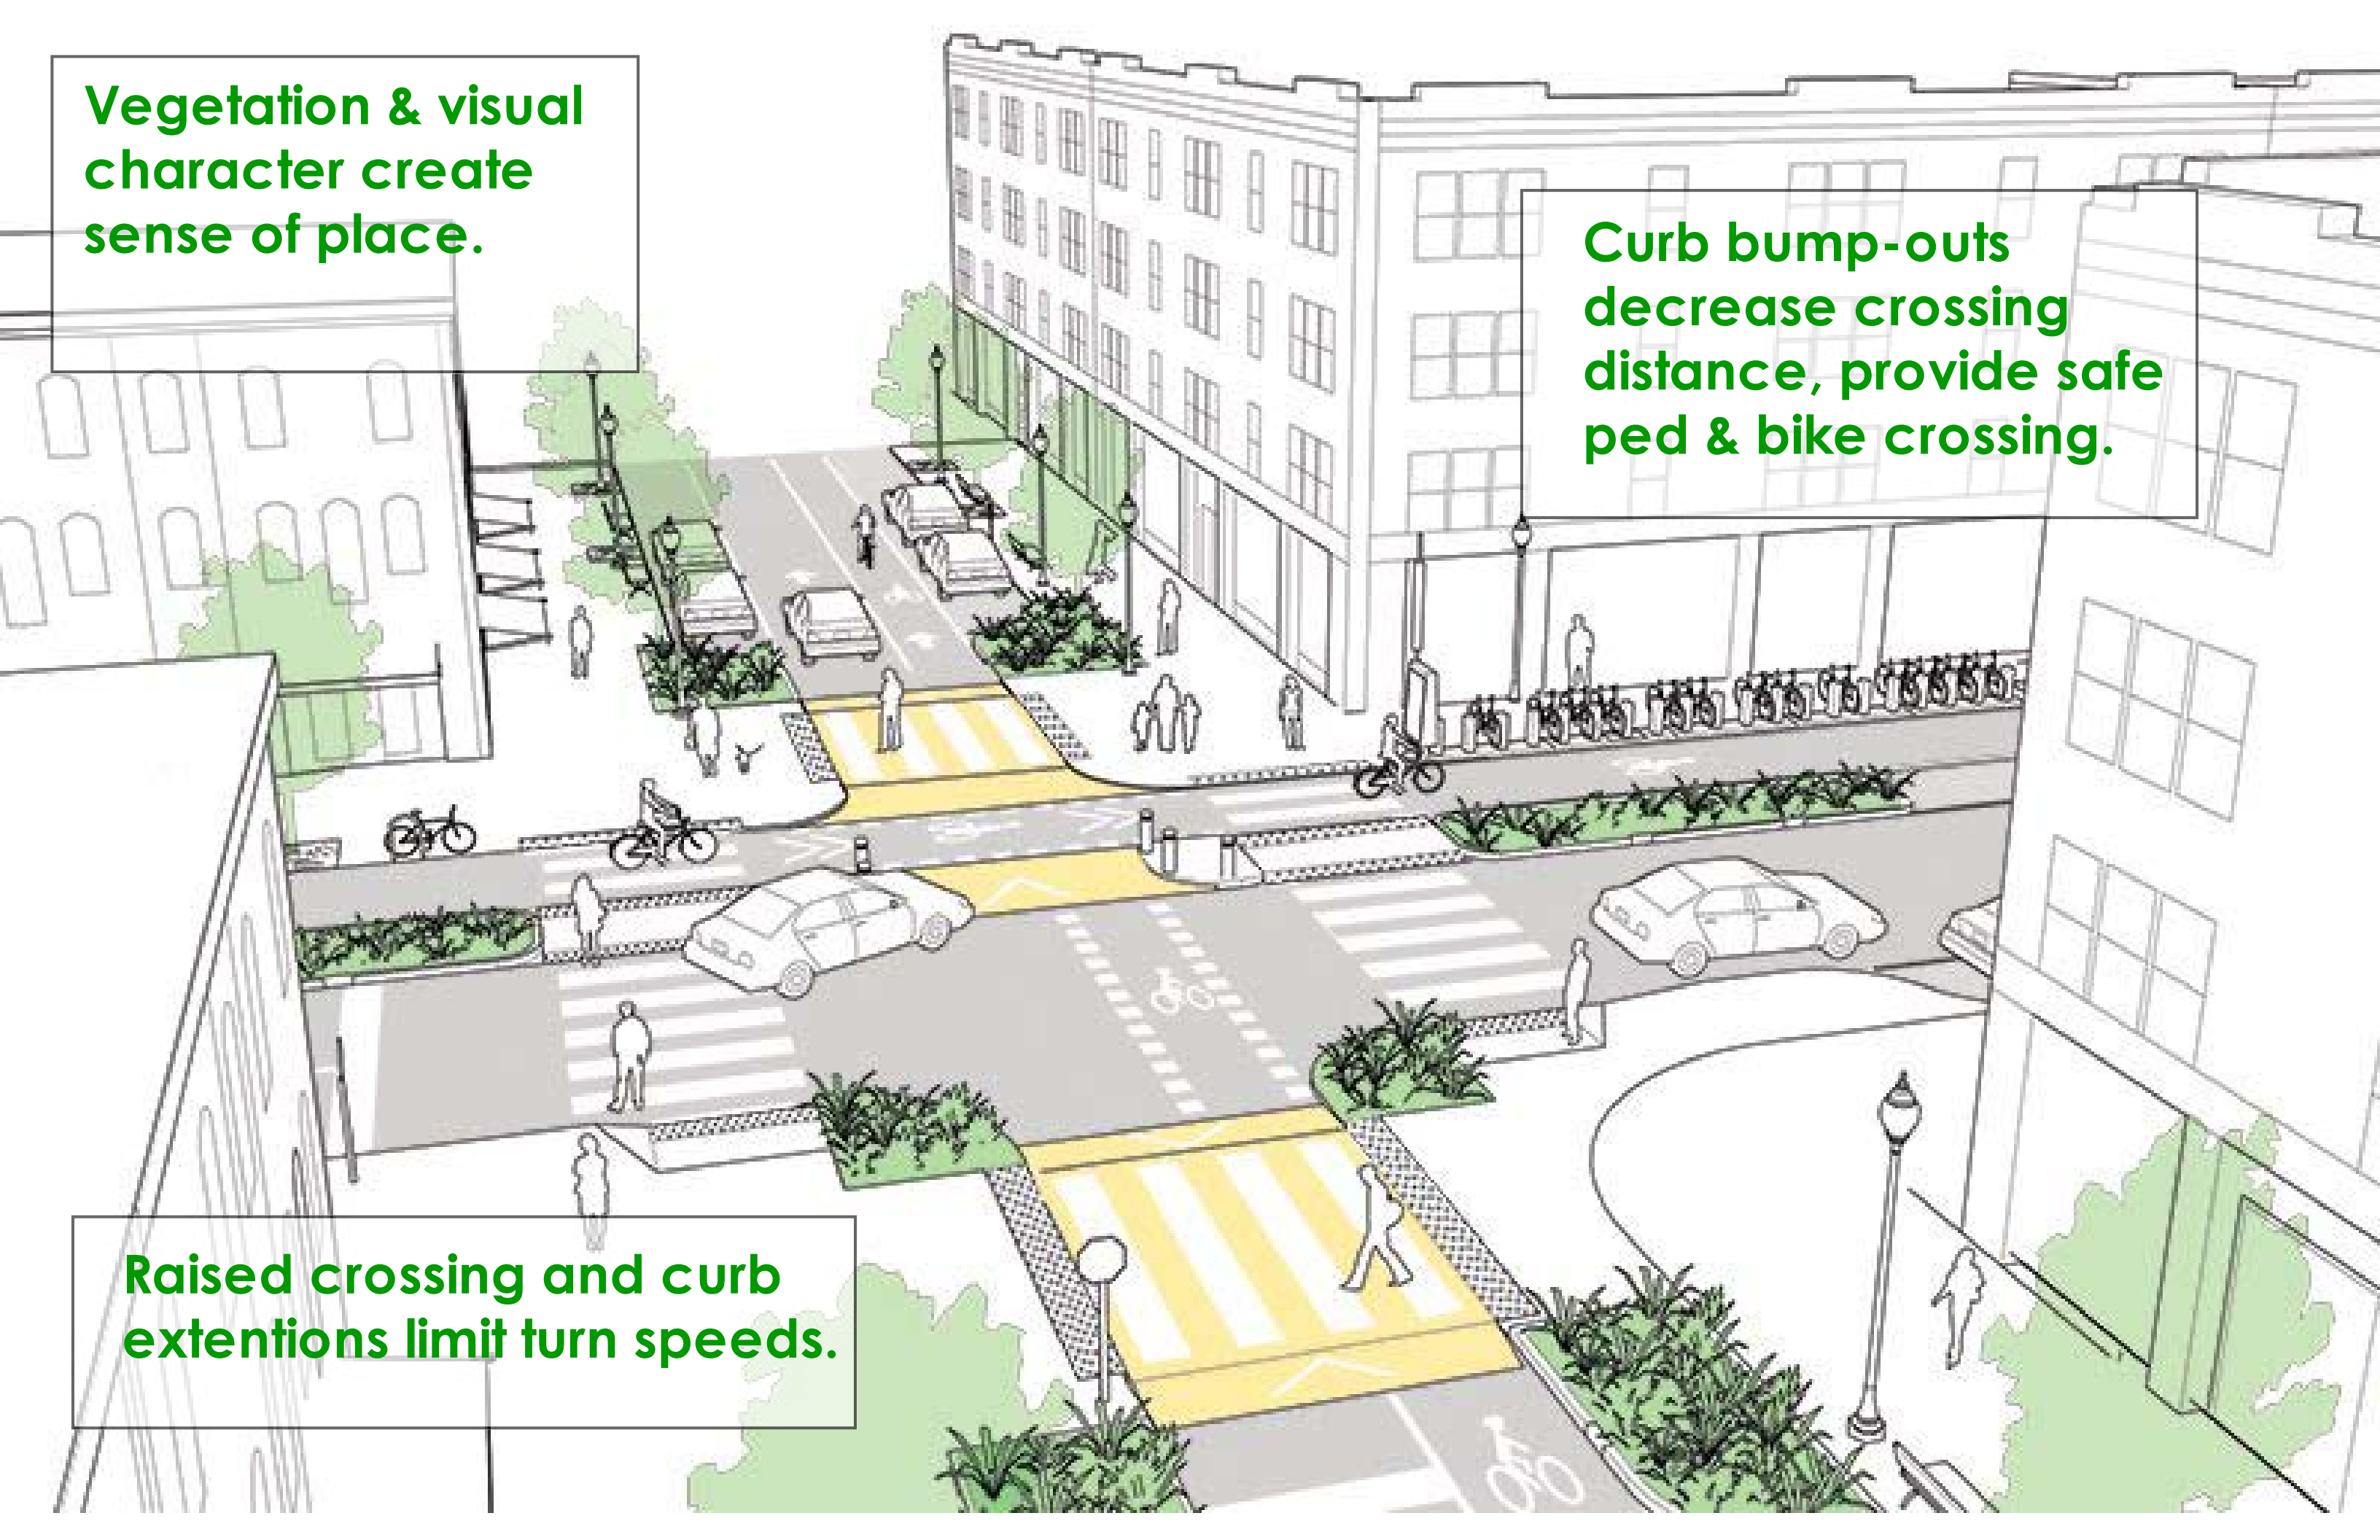 Vegetation & visual
character create
sense of place.
Curb bump-outs
decrease crossing
distance, provide safe
ped & bike crossing.
Raised crossing and curb
extentions limit turn speeds.